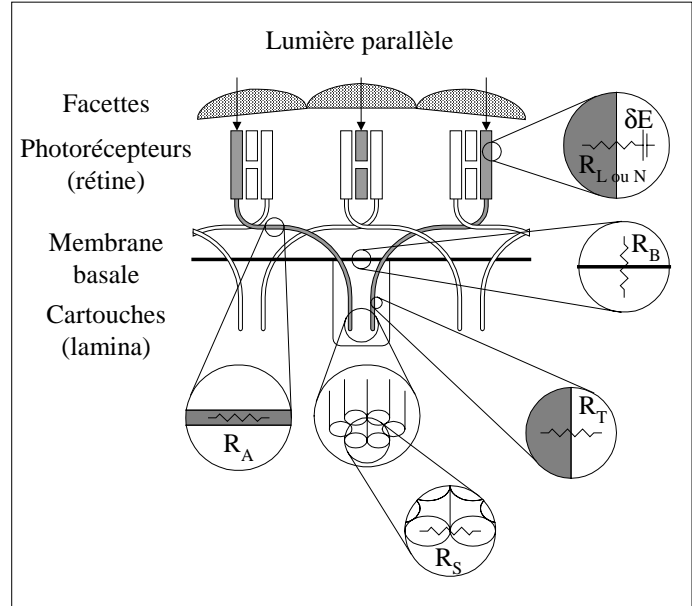 Lumière parallèle
Facettes
Photorécepteurs
(rétine)
δE
R_L ou N
Membrane
basale
R_B
Cartouches
(lamina)
R_A
R_T
R_S